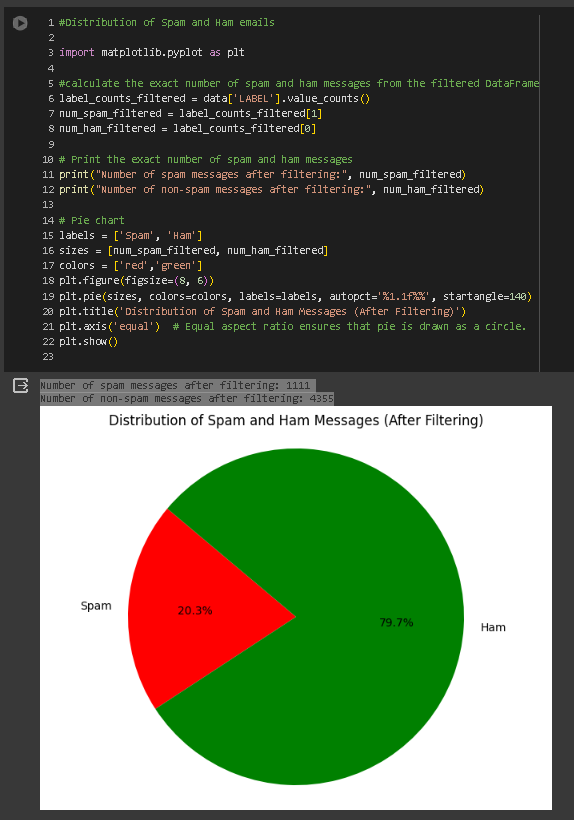 1 #Distribution of Spam and Ham emails
2
3 import matplotlib.pyplot as plt
4
5 #calculate the exact number of spam and ham messages from the filtered DataFrame
6 label_counts_filtered = data['LABEL'].value_counts()
7 num_spam_filtered = label_counts_filtered[1]
8 num_ham_filtered = label_counts_filtered[0]
9
10 # Print the exact number of spam and ham messages
11 print("Number of spam messages after filtering:", num_spam_filtered)
12 print("Number of non-spam messages after filtering:", num_ham_filtered)
13
14 # Pie chart
15 labels = ['Spam', 'Ham']
16 sizes = [num_spam_filtered, num_ham_filtered]
17 colors = ['red','green']
18 plt.figure(figsize=(8, 6))
19 plt.pie(sizes, colors=colors, labels=labels, autopct='%1.1f%%', startangle=140)
20 plt.title('Distribution of Spam and Ham Messages (After Filtering)')
21 plt.axis('equal')  # Equal aspect ratio ensures that pie is drawn as a circle.
22 plt.show()
23
Number of spam messages after filtering: 1111
Number of non-spam messages after filtering: 4355
Distribution of Spam and Ham Messages (After Filtering)
Spam
20.3%
79.7%
Ham